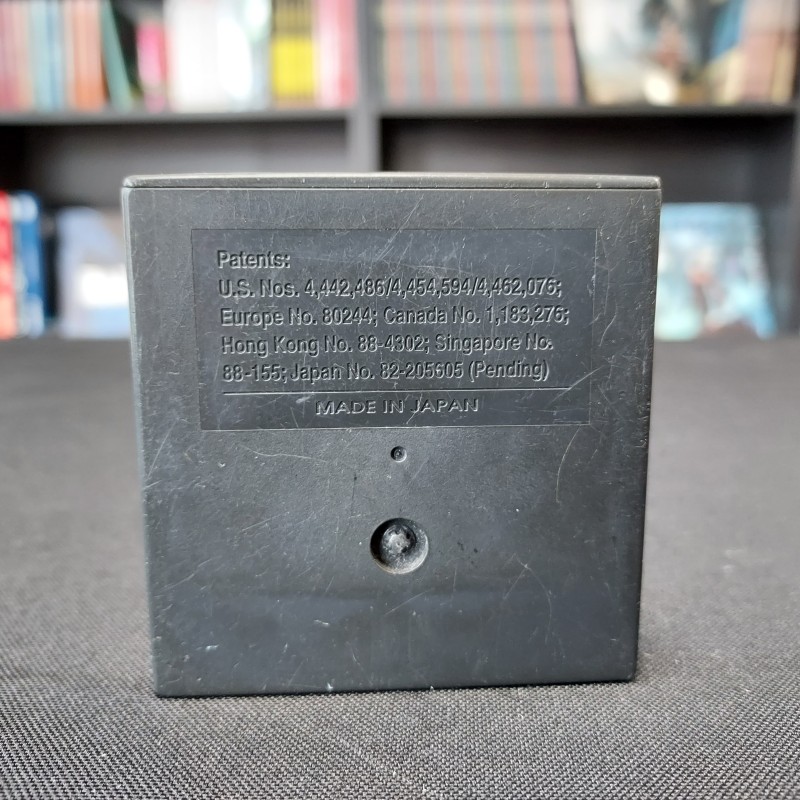 Patents:
U.S. Nos. 4,442,486/4,454,594/4,462,076;
Europe No. 80244; Canada No. 1,183,276;
Hong Kong No. 88-4302; Singapore No.
88-155; Japan No. 82-205605 (Pending)
MADE IN JAPAN